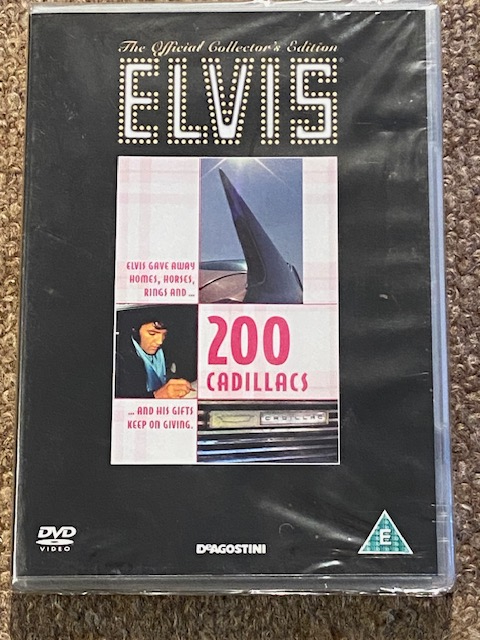 The Official Collector's Edition
ELVIS
ELVIS GAVE AWAY
HOMES, HORSES,
RINGS AND ...
200
CADILLACS
... AND HIS GIFTS
KEEP ON GIVING.
CADILLAC
DVD
VIDEO
DeAGOSTINI
E